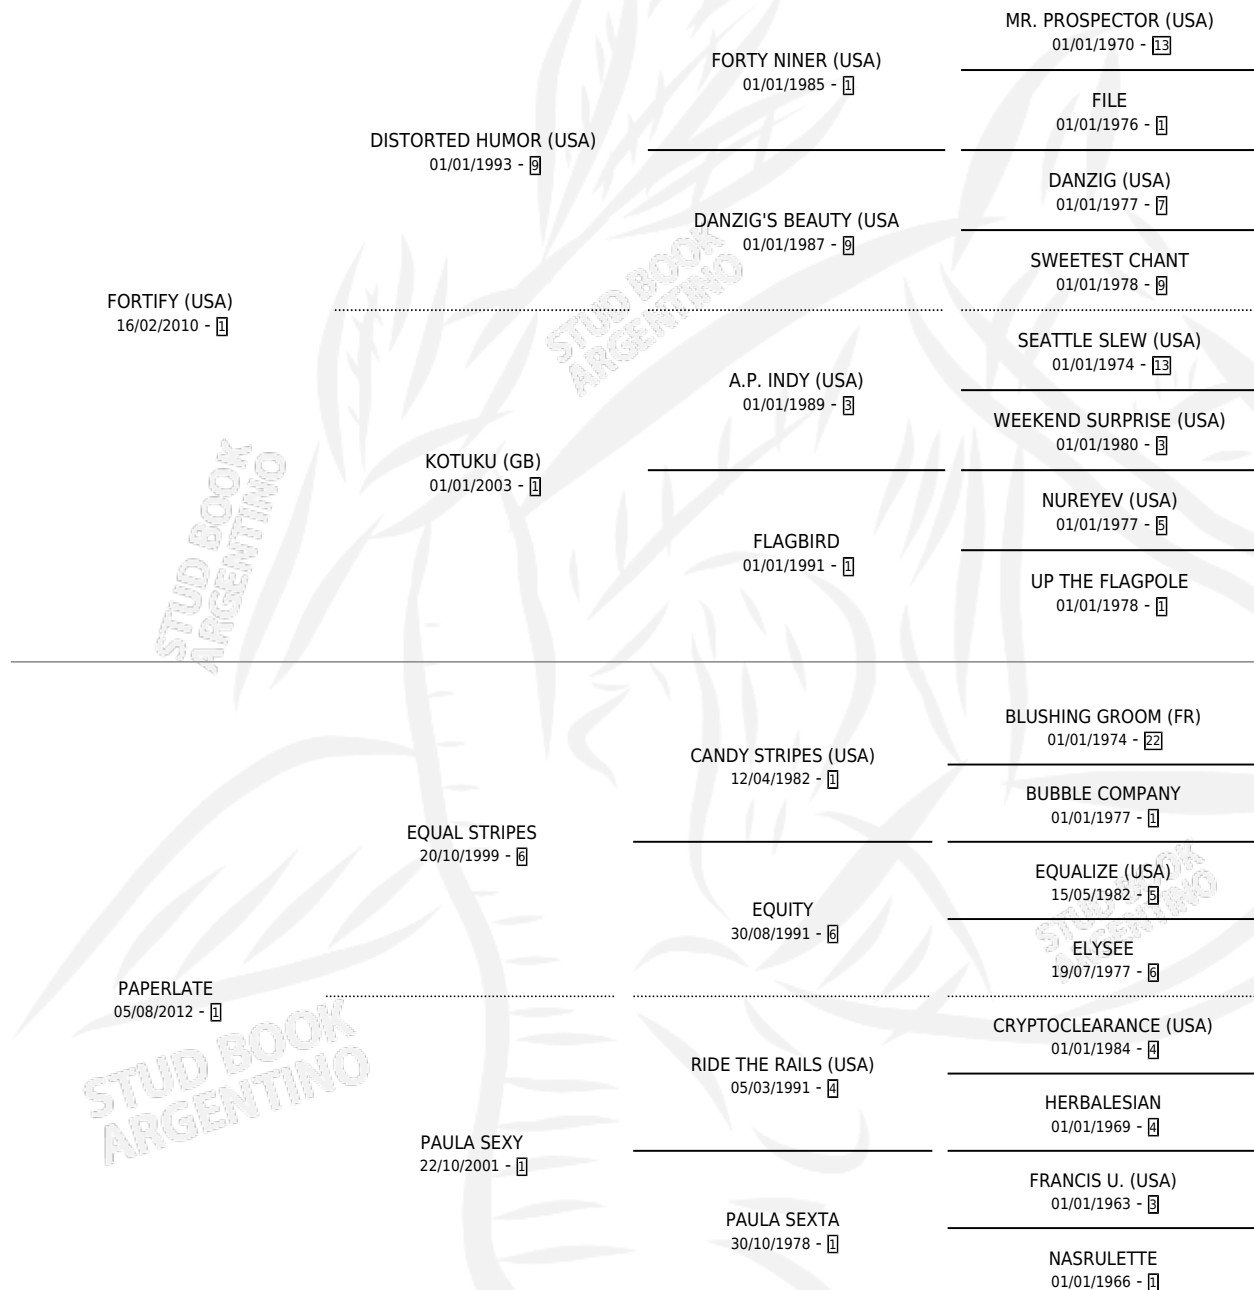 MR. PROSPECTOR (USA)
01/01/1970 - 13
FORTY NINER (USA)
01/01/1985 - 1
FILE
01/01/1976 - 1
DISTORTED HUMOR (USA)
01/01/1993 - 9
DANZIG (USA)
01/01/1977 - 7
DANZIG'S BEAUTY (USA
01/01/1987 - 9
SWEETEST CHANT
01/01/1978 - 9
FORTIFY (USA)
16/02/2010 - 1
SEATTLE SLEW (USA)
01/01/1974 - 13
A.P. INDY (USA)
01/01/1989 - 3
WEEKEND SURPRISE (USA)
01/01/1980 - 3
KOTUKU (GB)
01/01/2003 - 1
NUREYEV (USA)
01/01/1977 - 5
FLAGBIRD
01/01/1991 - 1
UP THE FLAGPOLE
01/01/1978 - 1
BLUSHING GROOM (FR)
01/01/1974 - 22
CANDY STRIPES (USA)
12/04/1982 - 1
BUBBLE COMPANY
01/01/1977 - 1
EQUAL STRIPES
20/10/1999 - 6
EQUALIZE (USA)
15/05/1982 - 5
EQUITY
30/08/1991 - 6
ELYSEE
19/07/1977 - 6
PAPERLATE
05/08/2012 - 1
CRYPTOCLEARANCE (USA)
01/01/1984 - 4
RIDE THE RAILS (USA)
05/03/1991 - 4
HERBALESIAN
01/01/1969 - 4
PAULA SEXY
22/10/2001 - 1
FRANCIS U. (USA)
01/01/1963 - 3
PAULA SEXTA
30/10/1978 - 1
NASRULETTE
01/01/1966 - 1
STUD BOOK
ARGENTINO
STUD BOOK
ARGENTINO
STUD BOOK
ARGENTINO
STUD BOOK
ARGENTINO